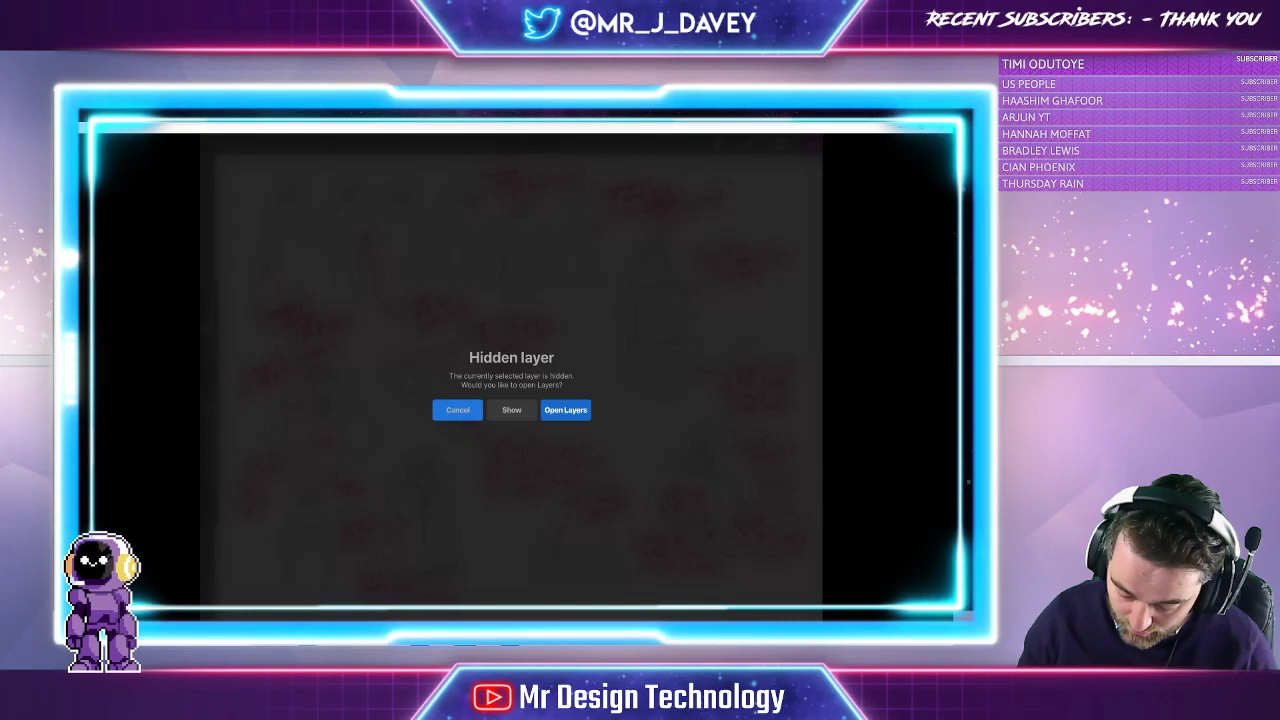 @MR_J_DAVEY
RECENT SUBSCRIBERS: - THANK YOU
TIMI ODUTOYE SUBSCRIBER
US PEOPLE SUBSCRIBER
HAASHIM GHAFOOR SUBSCRIBER
ARJUN YT SUBSCRIBER
HANNAH MOFFAT SUBSCRIBER
BRADLEY LEWIS SUBSCRIBER
CIAN PHOENIX SUBSCRIBER
THURSDAY RAIN SUBSCRIBER
Hidden layer
The currently selected layer is hidden.
Would you like to open Layers?
Cancel Show Open Layers
Mr Design Technology